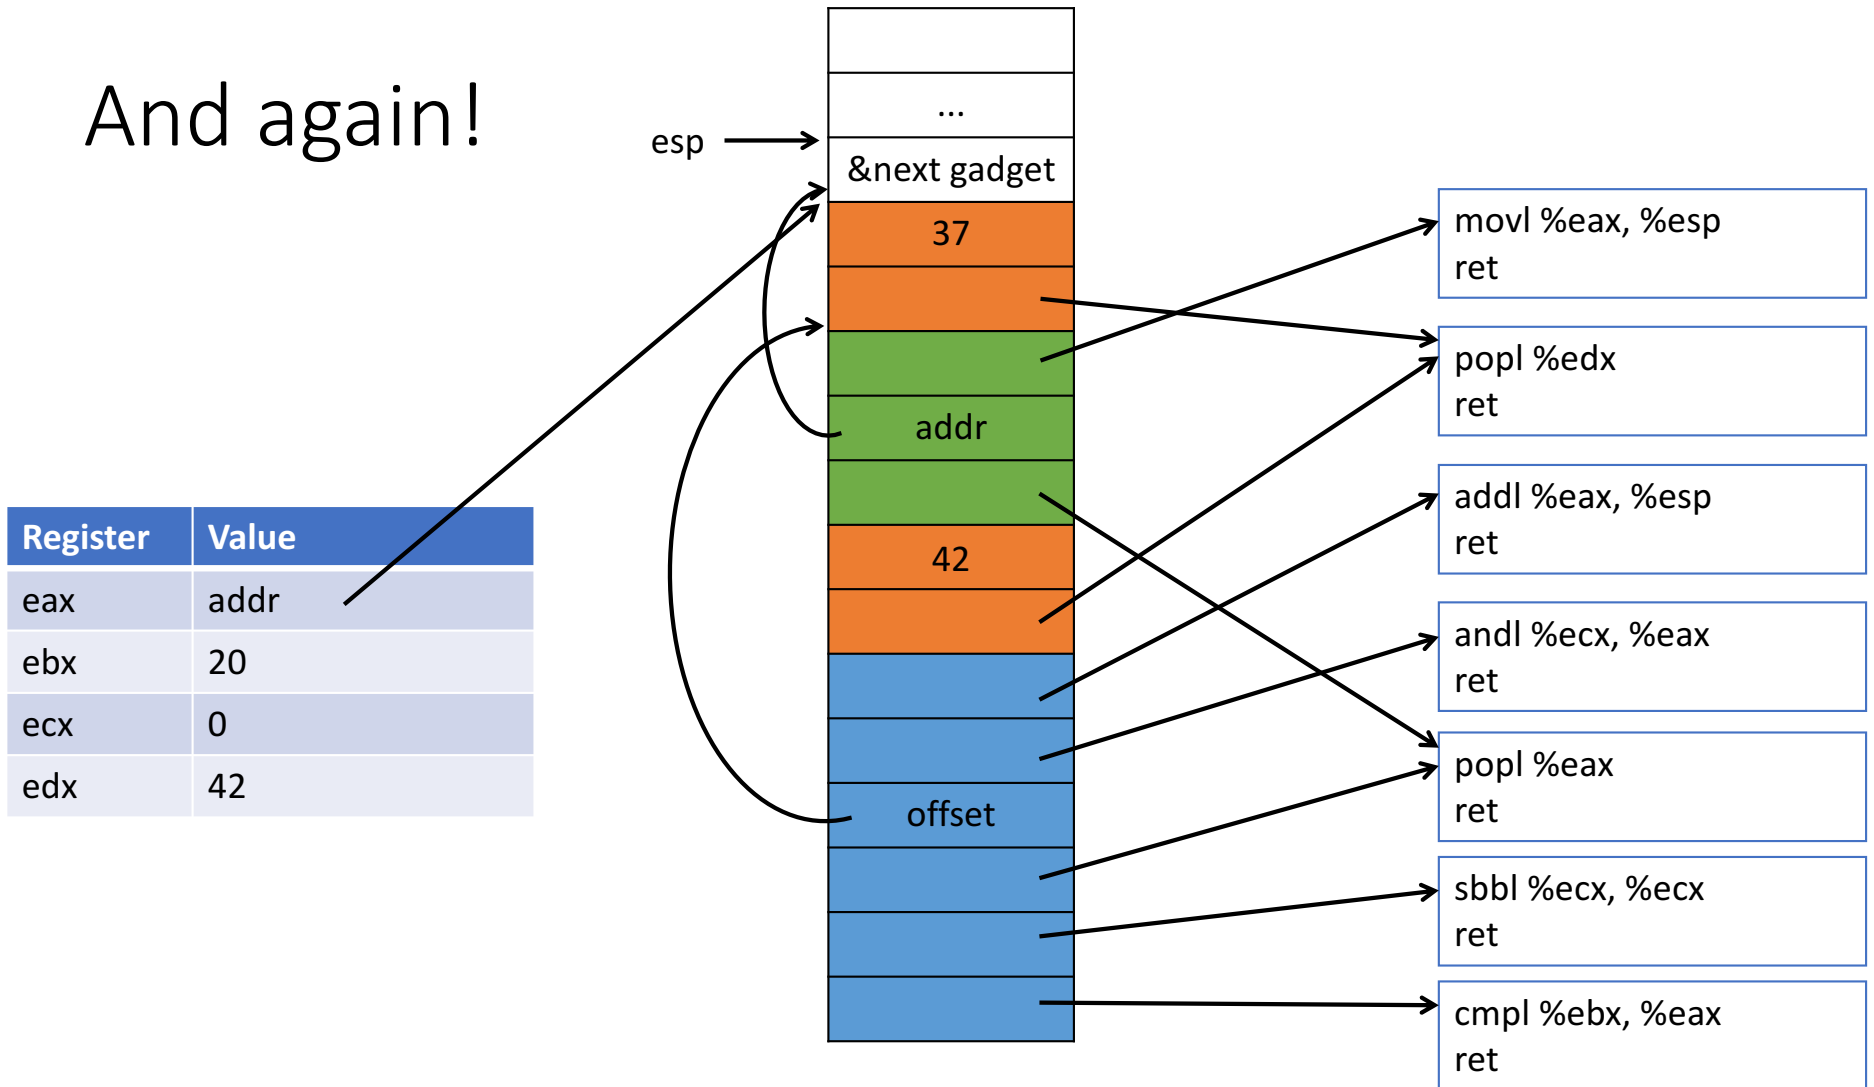 And again!
esp
...
&next gadget
37
addr
42
offset
Register Value
eax addr
ebx 20
ecx 0
edx 42
movl %eax, %esp
ret
popl %edx
ret
addl %eax, %esp
ret
andl %ecx, %eax
ret
popl %eax
ret
sbbl %ecx, %ecx
ret
cmpl %ebx, %eax
ret